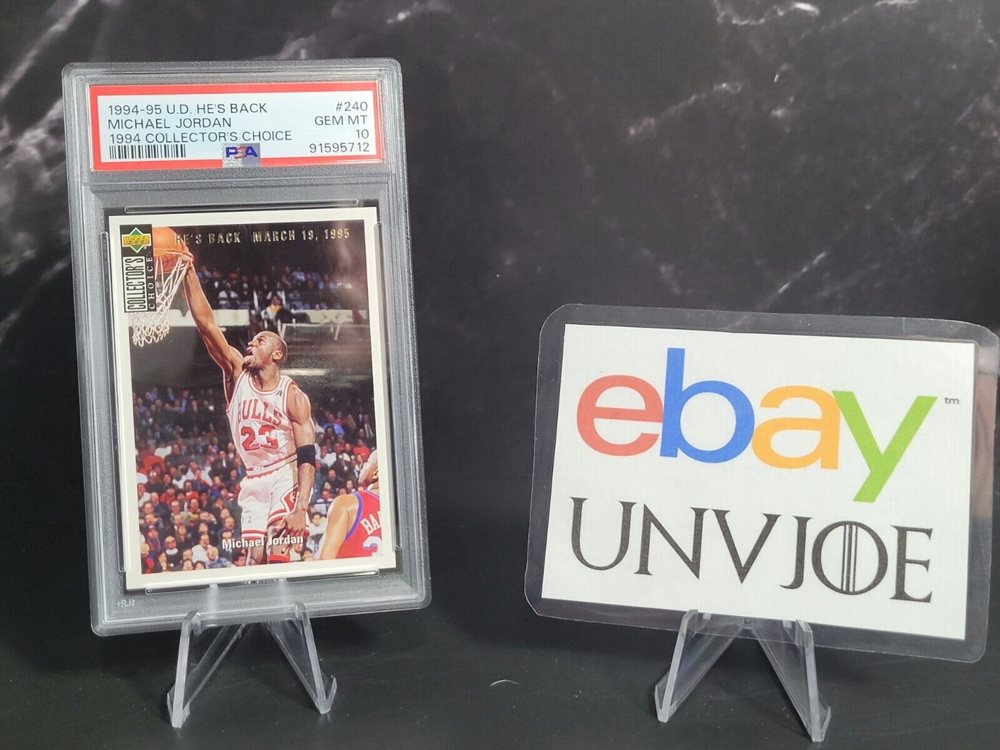 1994-95 U.D. HE'S BACK #240
MICHAEL JORDAN GEM MT
1994 COLLECTOR'S CHOICE 10
PSA 91595712
HE'S BACK MARCH 19, 1995
COLLECTOR'S
CHOICE
BULLS
23
Michael Jordan
ebay™
UNVJOE